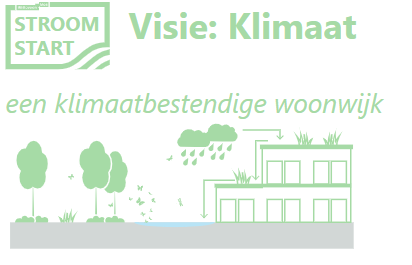 STROOM
START
Visie: Klimaat
een klimaatbestendige woonwijk